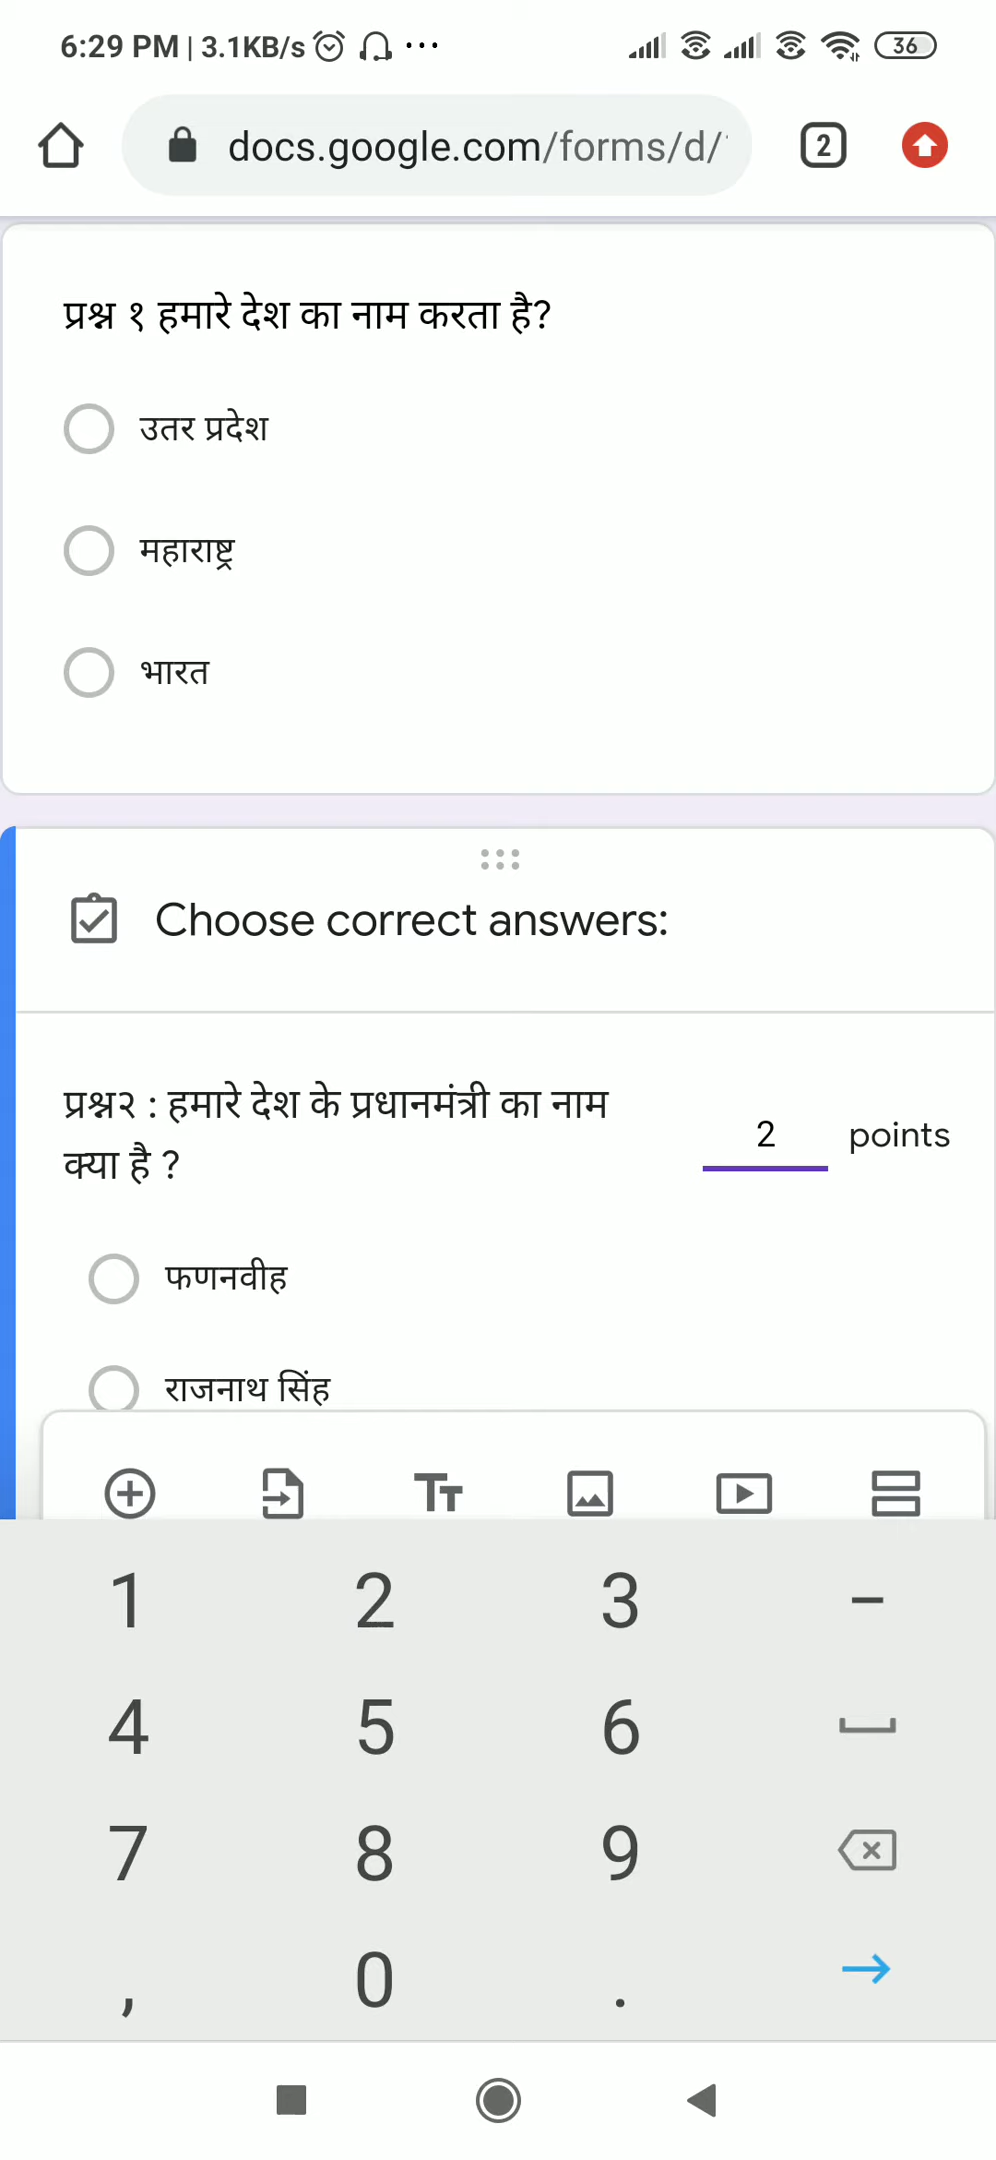 6:29 PM | 3.1KB/s ...
36
docs.google.com/forms/d/
2
प्रश्न १ हमारे देश का नाम करता है?
उतर प्रदेश
महाराष्ट्र
भारत
Choose correct answers:
प्रश्न२ : हमारे देश के प्रधानमंत्री का नाम
क्या है ?
2 points
फणनवीह
राजनाथ सिंह
Tт
1 2 3 –
4 5 6
7 8 9
, 0 .